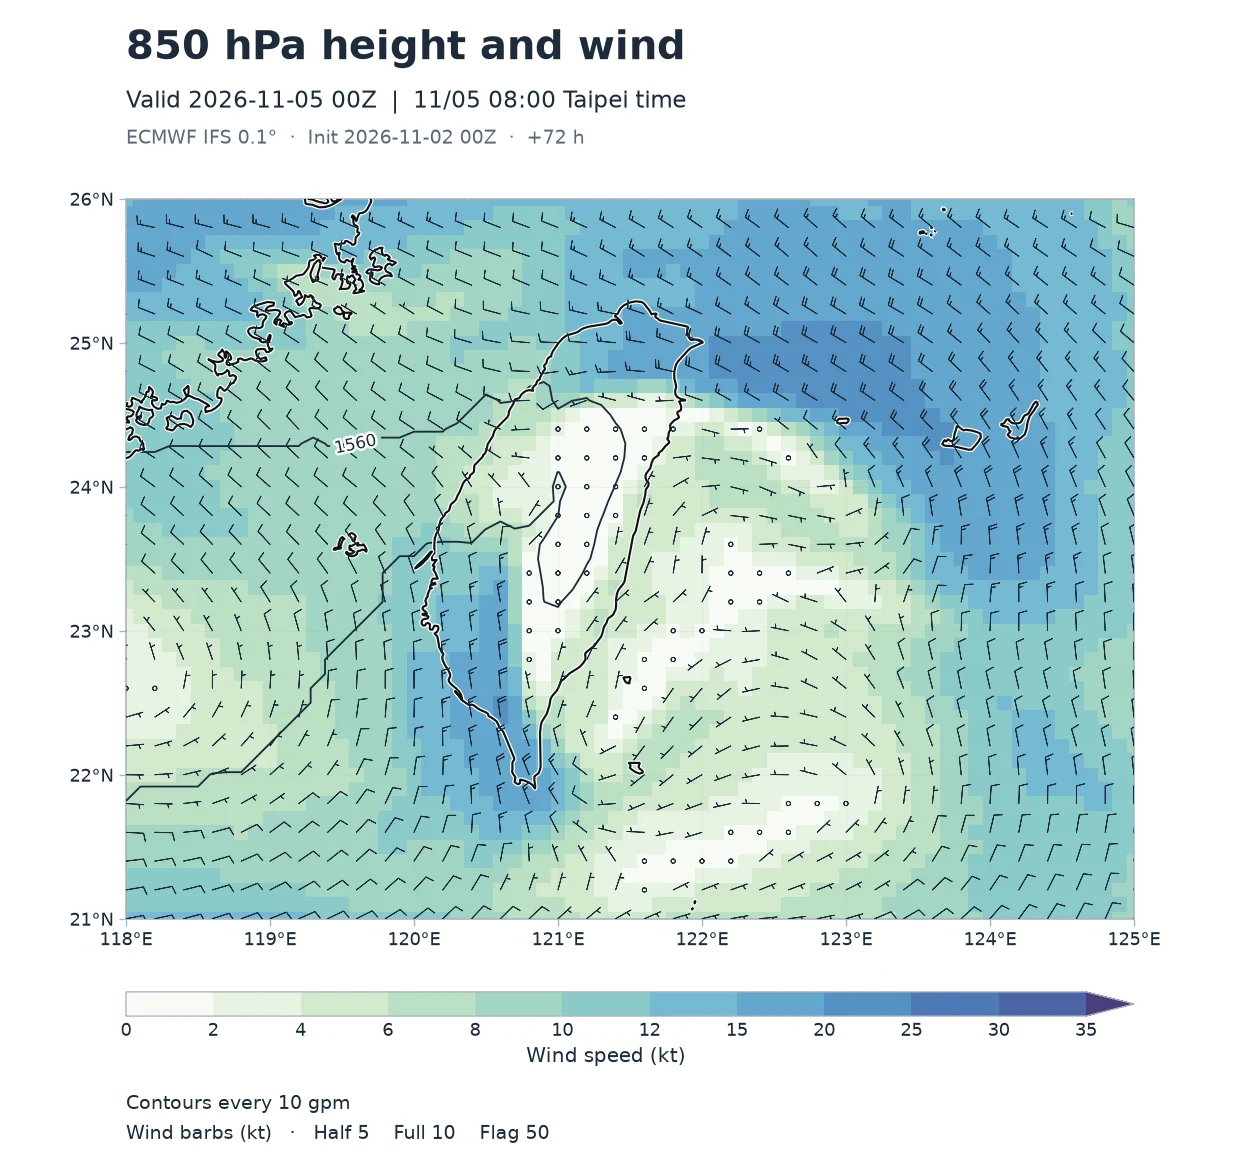 850 hPa height and wind
Valid 2026-11-05 00Z | 11/05 08:00 Taipei time
ECMWF IFS 0.1° · Init 2026-11-02 00Z · +72 h
26°N
25°N
24°N
23°N
22°N
21°N
1560
118°E 119°E 120°E 121°E 122°E 123°E 124°E 125°E
0 2 4 6 8 10 12 15 20 25 30 35
Wind speed (kt)
Contours every 10 gpm
Wind barbs (kt) · Half 5 Full 10 Flag 50